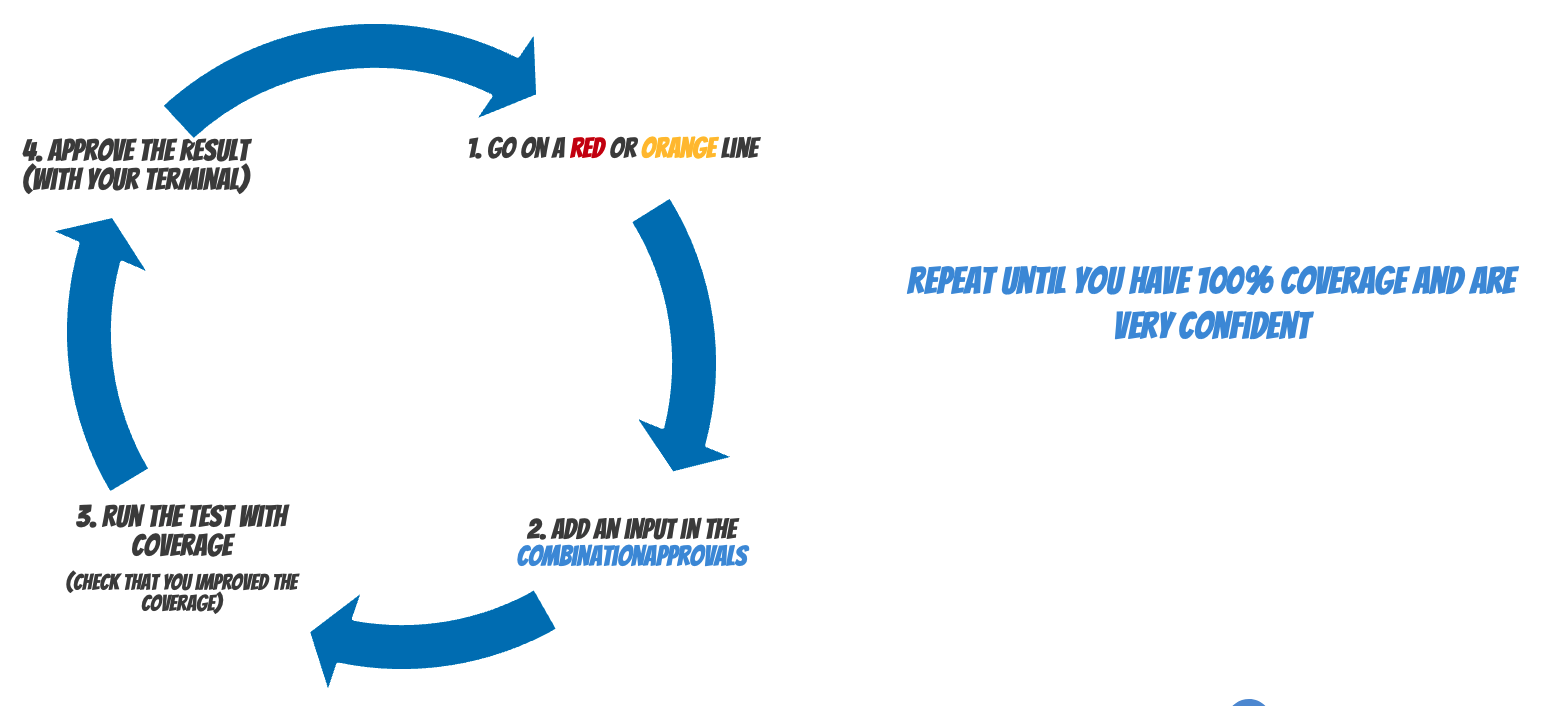 4. APPROVE THE RESULT
(WITH YOUR TERMINAL)
1. GO ON A RED OR ORANGE LINE
REPEAT UNTIL YOU HAVE 100% COVERAGE AND ARE
VERY CONFIDENT
3. RUN THE TEST WITH
COVERAGE
(CHECK THAT YOU IMPROVED THE
COVERAGE)
2. ADD AN INPUT IN THE
COMBINATIONAPPROVALS